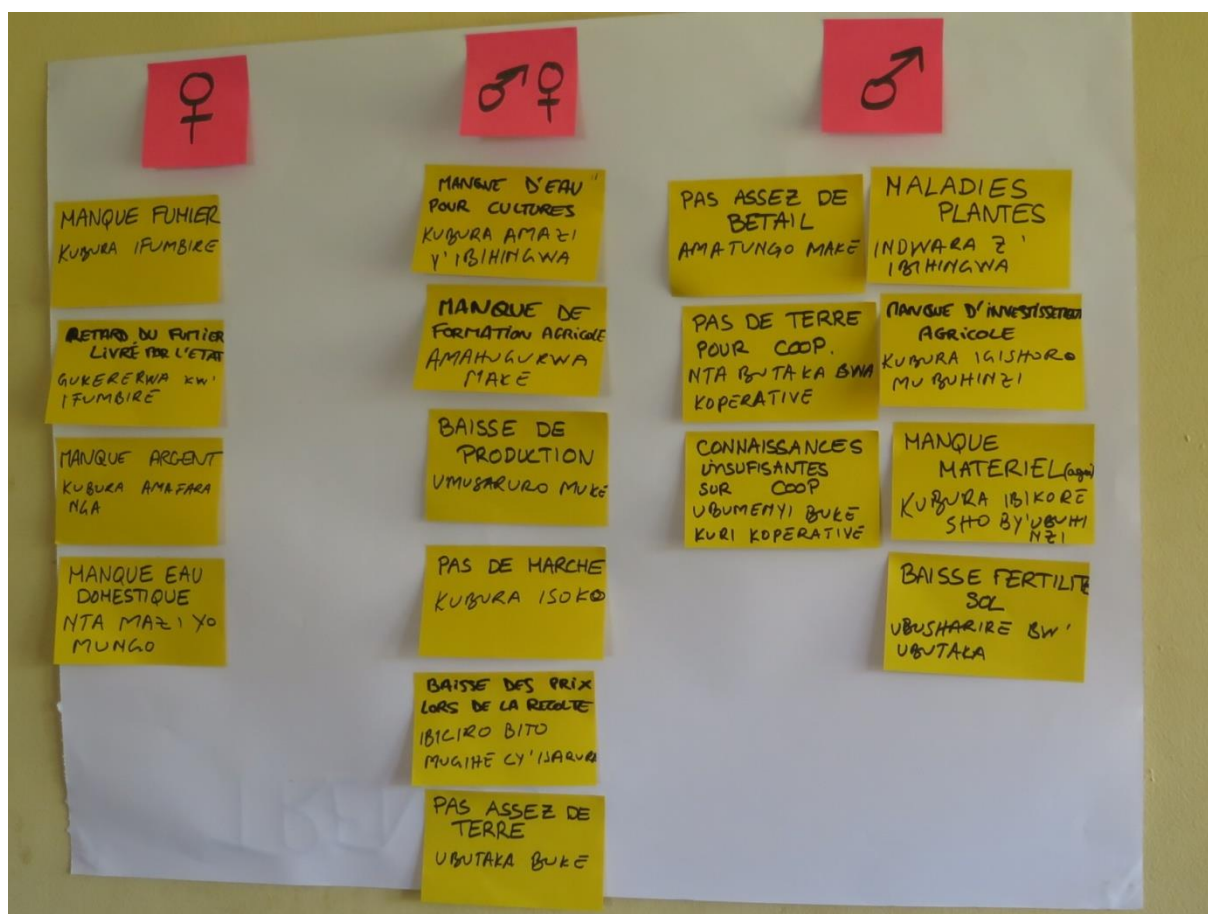 ♀
MANQUE FUMIER
KUBURA IFUMBIRE
RETARD DU FUMIER
LIVRÉ PAR L'ETAT
GUKERERWA KW'
IFUMBIRE
MANQUE ARGENT
KUBURA AMAFARA
NGA
MANQUE EAU
DOMESTIQUE
NTA MAZI YO
MUNGO
♂♀
MANQUE D'EAU
POUR CULTURES
KUBURA AMAZI
Y'IBIHINGWA
MANQUE DE
FORMATION AGRICOLE
AMAHUGURWA
MAKE
BAISSE DE
PRODUCTION
UMUSARURO MUKE
PAS DE MARCHE
KUBURA ISOKO
BAISSE DES PRIX
LORS DE LA RECOLTE
IBICIRO BITO
MUGIHE CY'ISARURA
PAS ASSEZ DE
TERRE
UBUTAKA BUKE
♂
PAS ASSEZ DE
BETAIL
AMATUNGO MAKE
PAS DE TERRE
POUR COOP.
NTA BUTAKA BWA
KOPERATIVE
CONNAISSANCES
INSUFISANTES
SUR COOP
UBUMENYI BUKE
KURI KOPERATIVE
MALADIES
PLANTES
INDWARA Z'
IBIHINGWA
MANQUE D'INVESTISSEMENT
AGRICOLE
KUBURA IGISHORO
MU BUHINZI
MANQUE
MATERIEL (agri)
KUBURA IBIKORE
SHO BY'UBUHI
NZI
BAISSE FERTILITE
SOL
UBUSHARIRE BW'
UBUTAKA